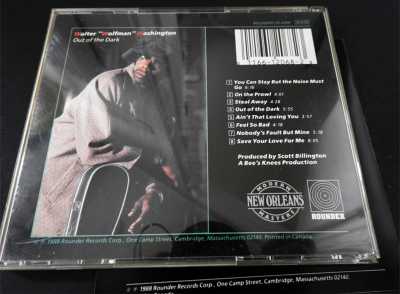 Walter "Wolfman" Washington
Out of the Dark
1 You Can Stay But the Noise Must
Go
2 On the Prowl
3 Steal Away
4 Out of the Dark
5 Ain't That Loving You
6 Feel So Bad
7 Nobody's Fault But Mine
8 Save Your Love For Me
Produced by Scott Billington
A Bee's Knees Production
MODERN
NEW ORLEANS
MASTERS
ROUNDER
℗ © 1988 Rounder Records Corp., One Camp Street, Cambridge, Massachusetts 02140. Printed in Canada.
℗ © 1988 Rounder Records Corp., One Camp Street, Cambridge, Massachusetts 02140.